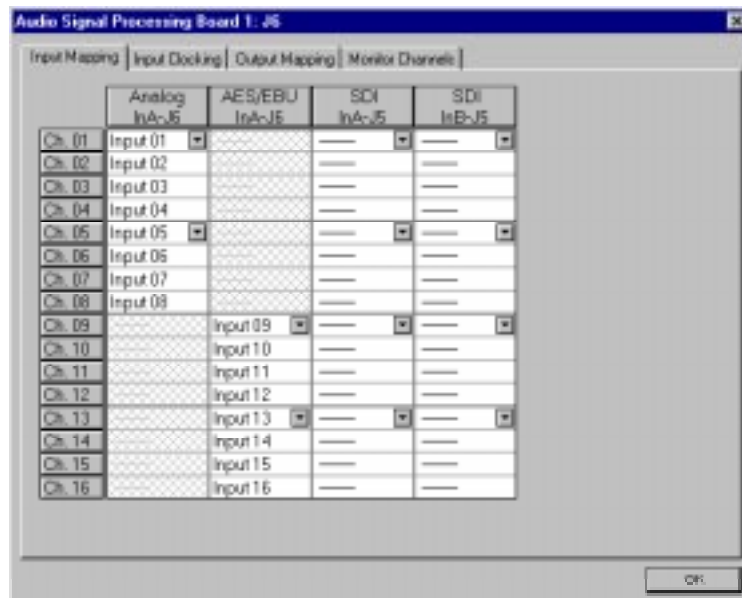 Audio Signal Processing Board 1: J6
Input Mapping Input Clocking Output Mapping Monitor Channels
Analog AES/EBU SDI SDI
InA-J6 InA-J6 InA-J5 InB-J5
Ch. 01 Input 01
Ch. 02 Input 02
Ch. 03 Input 03
Ch. 04 Input 04
Ch. 05 Input 05
Ch. 06 Input 06
Ch. 07 Input 07
Ch. 08 Input 08
Ch. 09 Input 09
Ch. 10 Input 10
Ch. 11 Input 11
Ch. 12 Input 12
Ch. 13 Input 13
Ch. 14 Input 14
Ch. 15 Input 15
Ch. 16 Input 16
OK